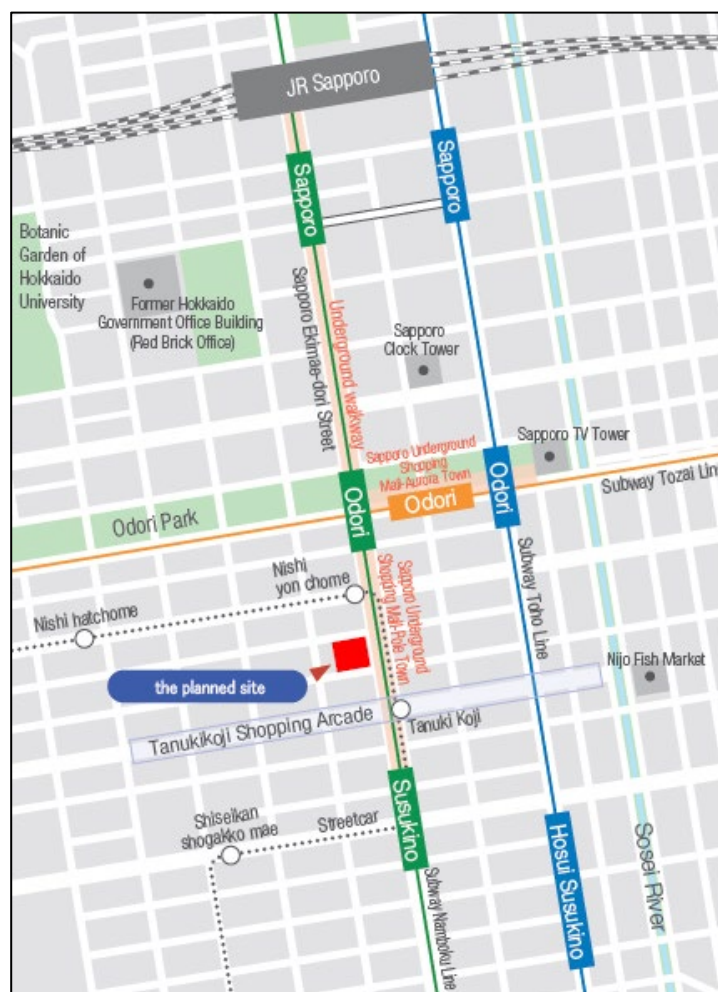 JR Sapporo
Sapporo
Sapporo
Botanic
Garden of
Hokkaido
University
Former Hokkaido
Government Office Building
(Red Brick Office)
Sapporo Ekimae-dori Street
Underground walkway
Sapporo
Clock Tower
Sapporo Underground
Shopping
Mall-Aurora Town
Sapporo TV Tower
Subway Tozai Line
Odori
Odori
Odori
Odori Park
Nishi
yon chome
Nishi hatchome
Sapporo Underground
Shopping Mall-Pole Town
Subway Toho Line
the planned site
Nijo Fish Market
Tanukikoji Shopping Arcade
Tanuki Koji
Shiseikan
shogakko mae
Streetcar
Susukino
Subway Namboku Line
Hosui Susukino
Sosei River